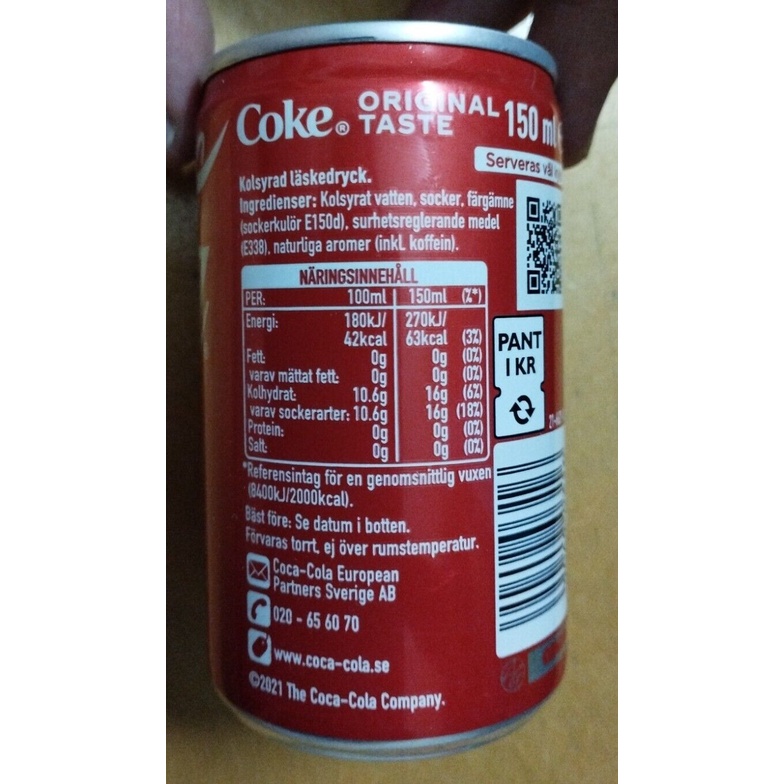 Coke® ORIGINAL TASTE 150 ml
Serveras väl
Kolsyrad läskedryck.
Ingredienser: Kolsyrat vatten, socker, färgämne
(sockerkulör E150d), surhetsreglerande medel
(E338), naturliga aromer (inkl. koffein).
NÄRINGSINNEHÅLL
PER: 100ml 150ml (%*)
Energi: 180kJ/ 270kJ/
42kcal 63kcal (3%)
Fett: 0g 0g (0%)
varav mättat fett: 0g 0g (0%)
Kolhydrat: 10.6g 16g (6%)
varav sockerarter: 10.6g 16g (18%)
Protein: 0g 0g (0%)
Salt: 0g 0g (0%)
*Referensintag för en genomsnittlig vuxen
(8400kJ/2000kcal).
Bäst före: Se datum i botten.
Förvaras torrt, ej över rumstemperatur.
Coca-Cola European
Partners Sverige AB
020 - 65 60 70
www.coca-cola.se
©2021 The Coca-Cola Company.
PANT
1 KR